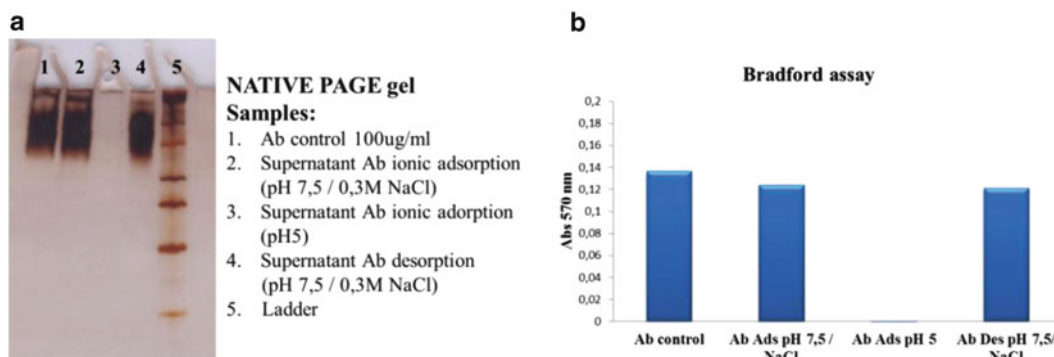 a
1 2 3 4 5
NATIVE PAGE gel
Samples:
1. Ab control 100ug/ml
2. Supernatant Ab ionic adsorption
(pH 7,5 / 0,3M NaCl)
3. Supernatant Ab ionic adorption
(pH5)
4. Supernatant Ab desorption
(pH 7,5 / 0,3M NaCl)
5. Ladder
b
Bradford assay
Abs 570 nm
0,2
0,18
0,16
0,14
0,12
0,1
0,08
0,06
0,04
0,02
0
Ab control
Ab Ads pH 7,5 /
NaCl
Ab Ads pH 5
Ab Des pH 7,5/
NaCl